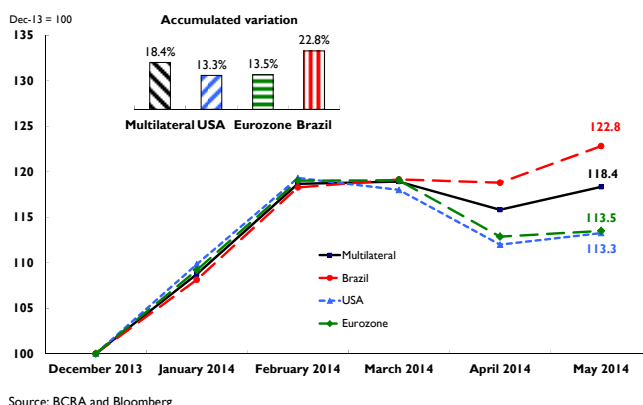 Dec-13 = 100
Accumulated variation
135
130
125
120
115
110
105
100
18.4%
13.3%
13.5%
22.8%
Multilateral USA Eurozone Brazil
122.8
118.4
113.5
113.3
Multilateral
Brazil
USA
Eurozone
December 2013 January 2014 February 2014 March 2014 April 2014 May 2014
Source: BCRA and Bloomberg